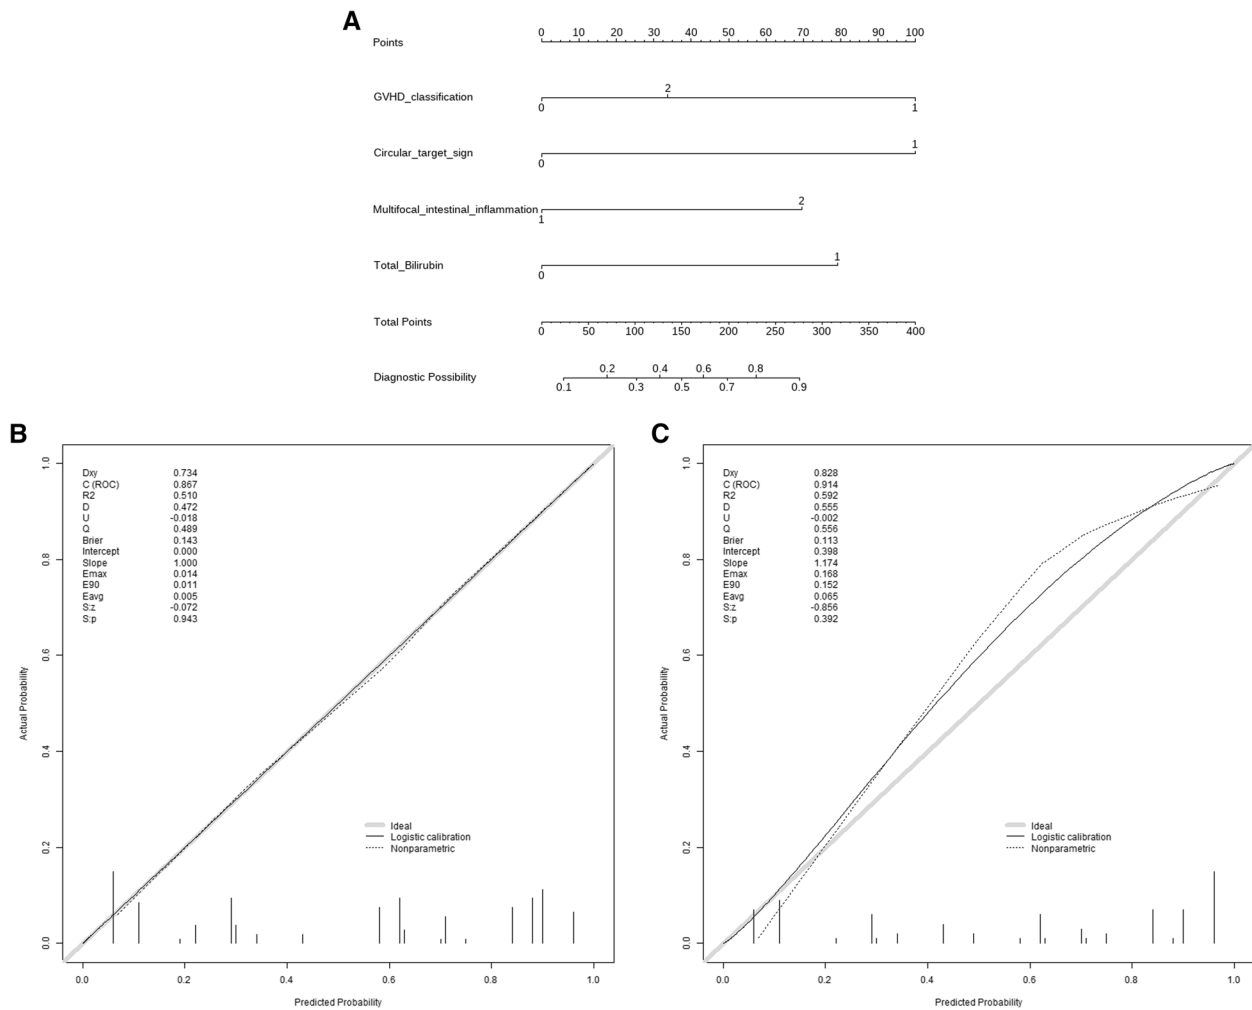 A
Points
0 10 20 30 40 50 60 70 80 90 100
GVHD_classification
2
0 1
Circular_target_sign
1
0
Multifocal_intestinal_inflammation
2
1
Total_Bilirubin
1
0
Total Points
0 50 100 150 200 250 300 350 400
Diagnostic Possibility
0.2 0.4 0.6 0.8
0.1 0.3 0.5 0.7 0.9
B
Dxy 0.734
C (ROC) 0.867
R2 0.510
D 0.472
U -0.018
Q 0.489
Brier 0.143
Intercept 0.000
Slope 1.000
Emax 0.014
E90 0.011
Eavg 0.005
S:z -0.072
S:p 0.943
1.0
0.8
0.6
0.4
0.2
0.0
Actual Probability
Ideal
Logistic calibration
Nonparametric
0.0 0.2 0.4 0.6 0.8 1.0
Predicted Probability
C
Dxy 0.828
C (ROC) 0.914
R2 0.592
D 0.555
U -0.002
Q 0.556
Brier 0.113
Intercept 0.398
Slope 1.174
Emax 0.168
E90 0.152
Eavg 0.065
S:z -0.856
S:p 0.392
1.0
0.8
0.6
0.4
0.2
0.0
Actual Probability
Ideal
Logistic calibration
Nonparametric
0.0 0.2 0.4 0.6 0.8 1.0
Predicted Probability